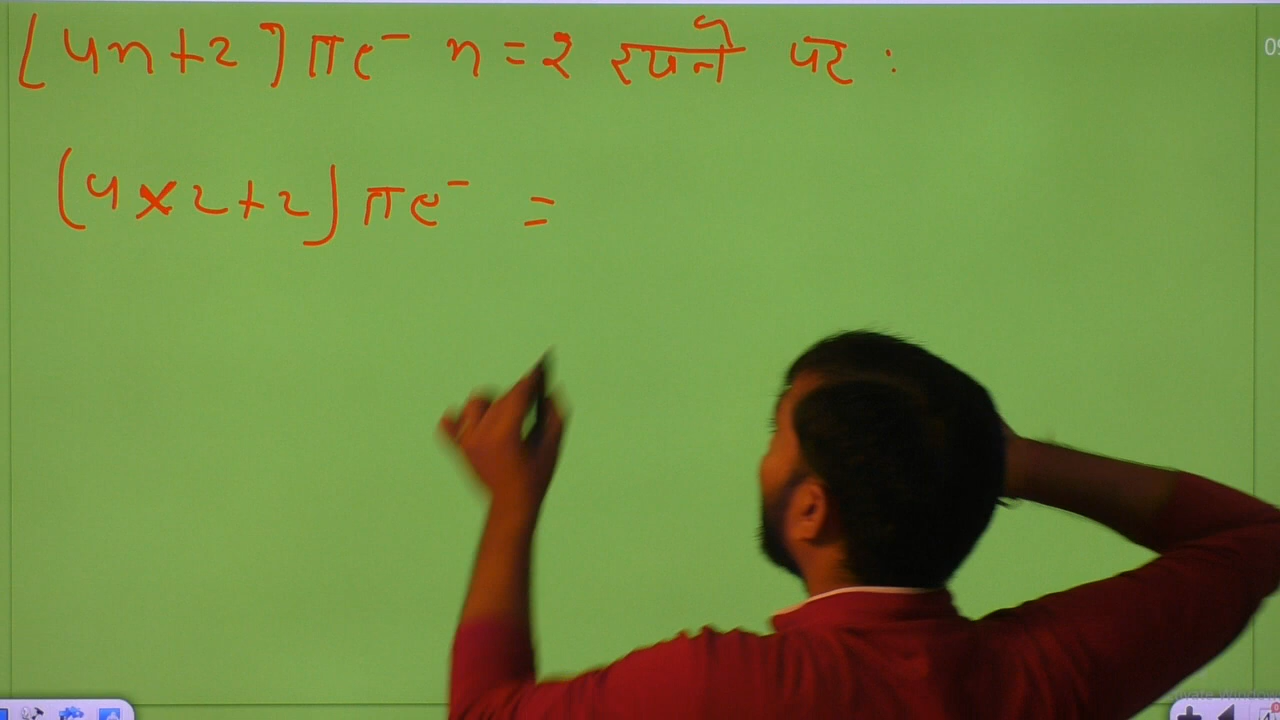 (4n+2) πe⁻ n=2 रखने पर :
(4×2+2) πe⁻ =